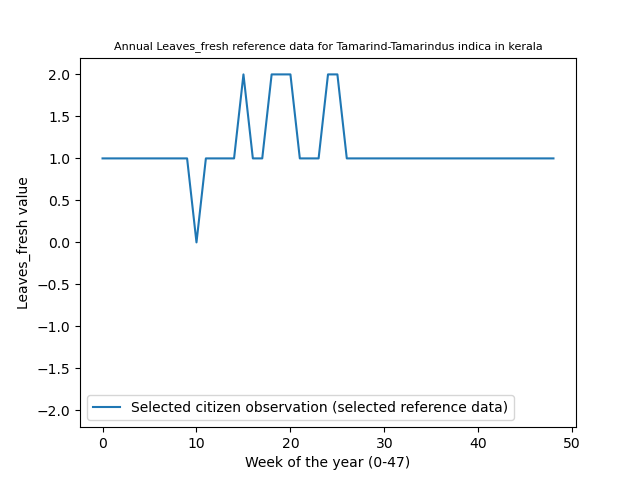 Annual Leaves_fresh reference data for Tamarind-Tamarindus indica in kerala
2.0
1.5
1.0
0.5
0.0
−0.5
−1.0
−1.5
−2.0
Leaves_fresh value
Selected citizen observation (selected reference data)
0 10 20 30 40 50
Week of the year (0-47)